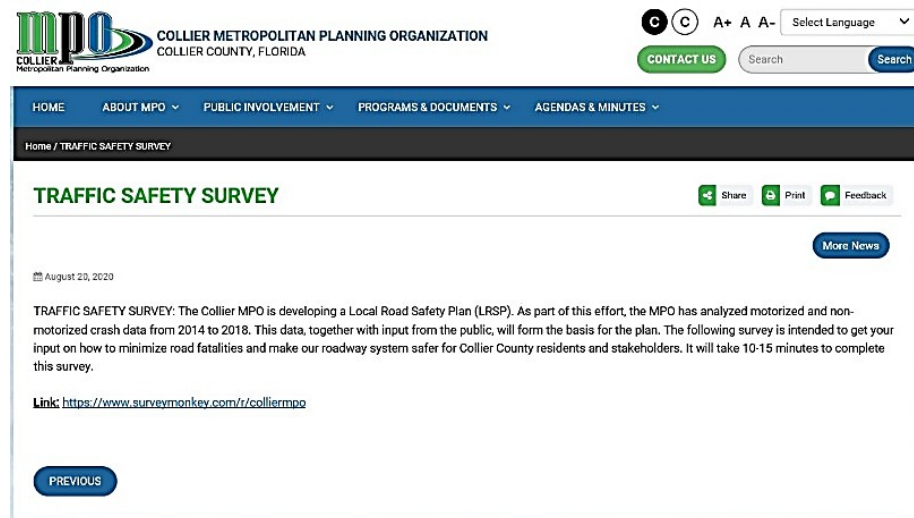 mpo
COLLIER
Metropolitan Planning Organization
COLLIER METROPOLITAN PLANNING ORGANIZATION
COLLIER COUNTY, FLORIDA
C C A+ A A- Select Language
CONTACT US Search Search
HOME ABOUT MPO PUBLIC INVOLVEMENT PROGRAMS & DOCUMENTS AGENDAS & MINUTES
Home / TRAFFIC SAFETY SURVEY
TRAFFIC SAFETY SURVEY
Share Print Feedback
More News
August 20, 2020
TRAFFIC SAFETY SURVEY: The Collier MPO is developing a Local Road Safety Plan (LRSP). As part of this effort, the MPO has analyzed motorized and non-
motorized crash data from 2014 to 2018. This data, together with input from the public, will form the basis for the plan. The following survey is intended to get your
input on how to minimize road fatalities and make our roadway system safer for Collier County residents and stakeholders. It will take 10-15 minutes to complete
this survey.
Link: https://www.surveymonkey.com/r/colliermpo
PREVIOUS